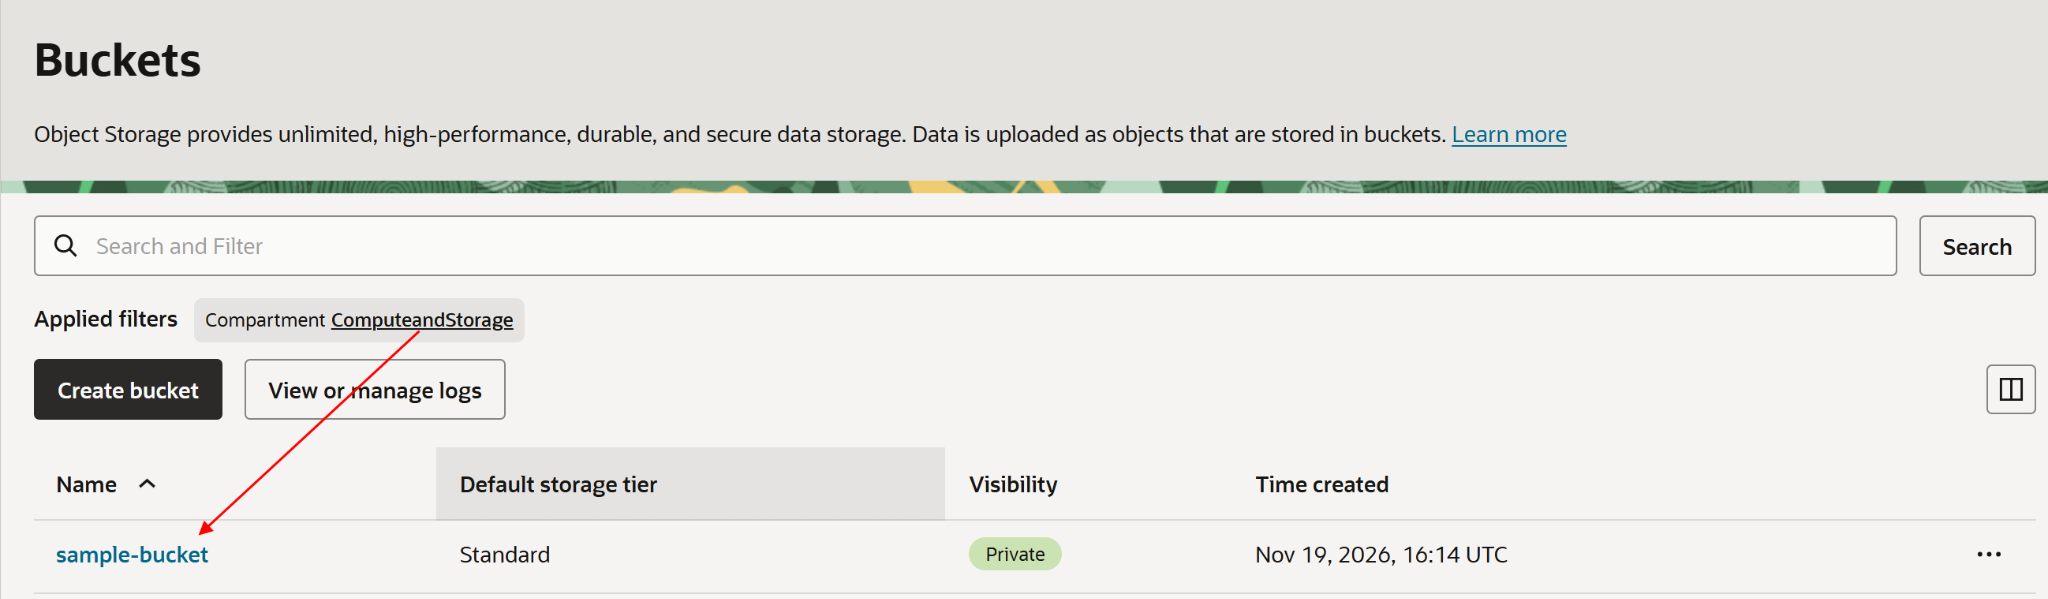 Buckets
Object Storage provides unlimited, high-performance, durable, and secure data storage. Data is uploaded as objects that are stored in buckets. Learn more
Search and Filter
Search
Applied filters Compartment ComputeandStorage
Create bucket View or manage logs
Name Default storage tier Visibility Time created
sample-bucket Standard Private Nov 19, 2026, 16:14 UTC